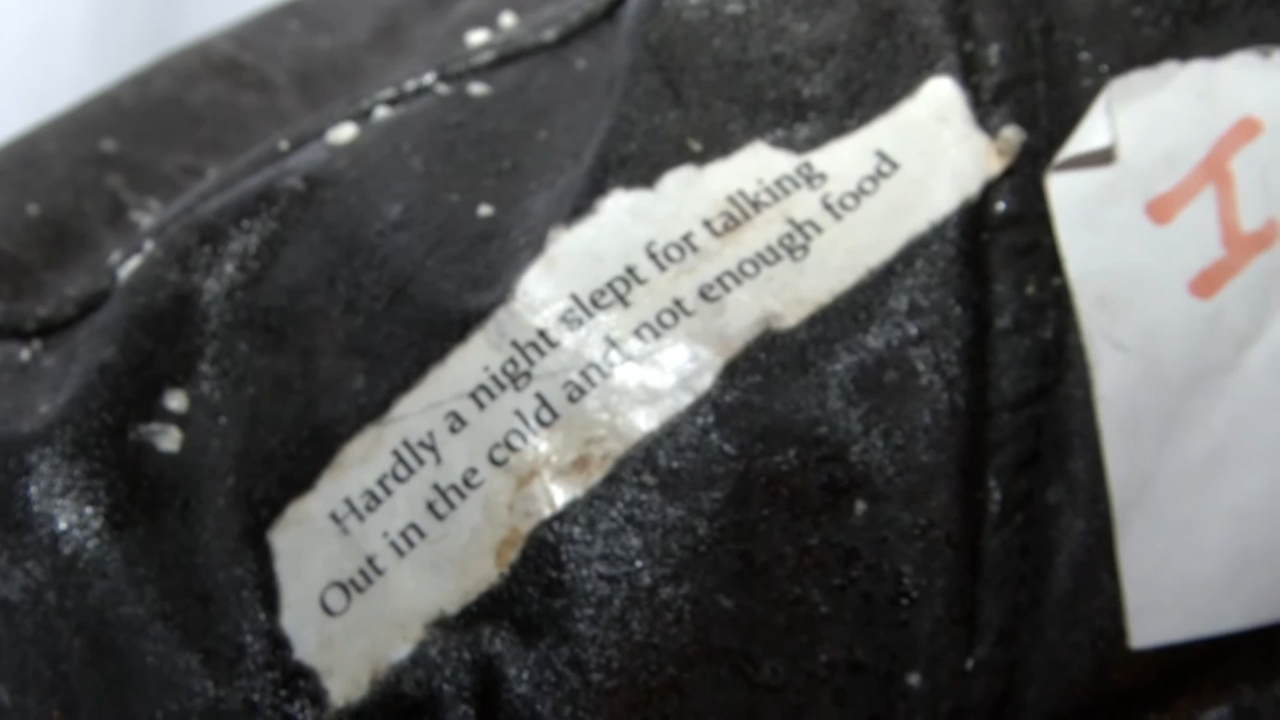 Hardly a night slept for talking
Out in the cold and not enough food
I